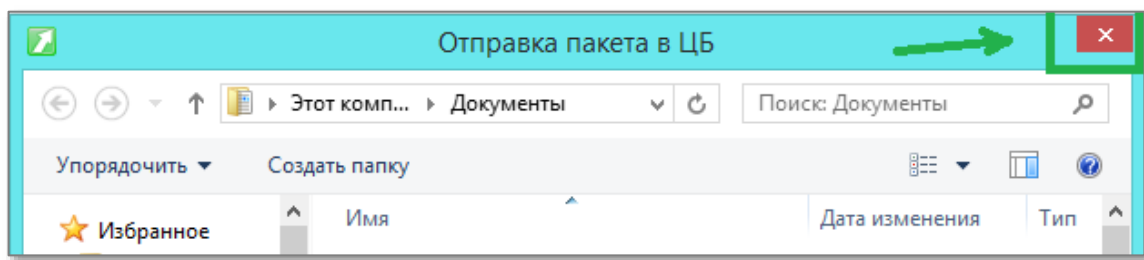 Отправка пакета в ЦБ
Этот комп... Документы Поиск: Документы
Упорядочить Создать папку
Избранное Имя Дата изменения Тип